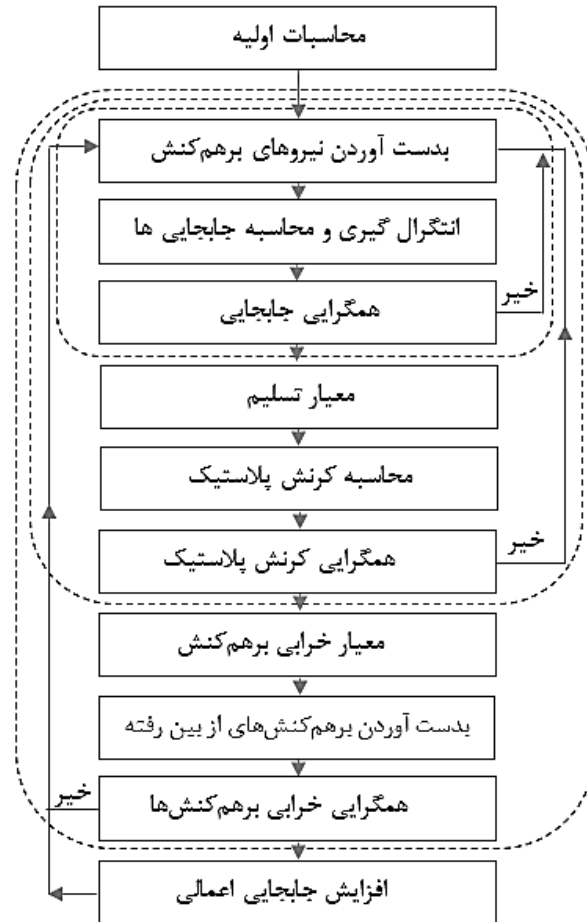 محاسبات اولیه
بدست آوردن نیروهای برهم‌کنش
انتگرال گیری و محاسبه جابجایی ها
خیر
همگرایی جابجایی
معیار تسلیم
محاسبه کرنش پلاستیک
خیر
همگرایی کرنش پلاستیک
معیار خرابی برهم‌کنش
بدست آوردن برهم‌کنش‌های از بین رفته
همگرایی خرابی برهم‌کنش‌ها
خیر
افزایش جابجایی اعمالی